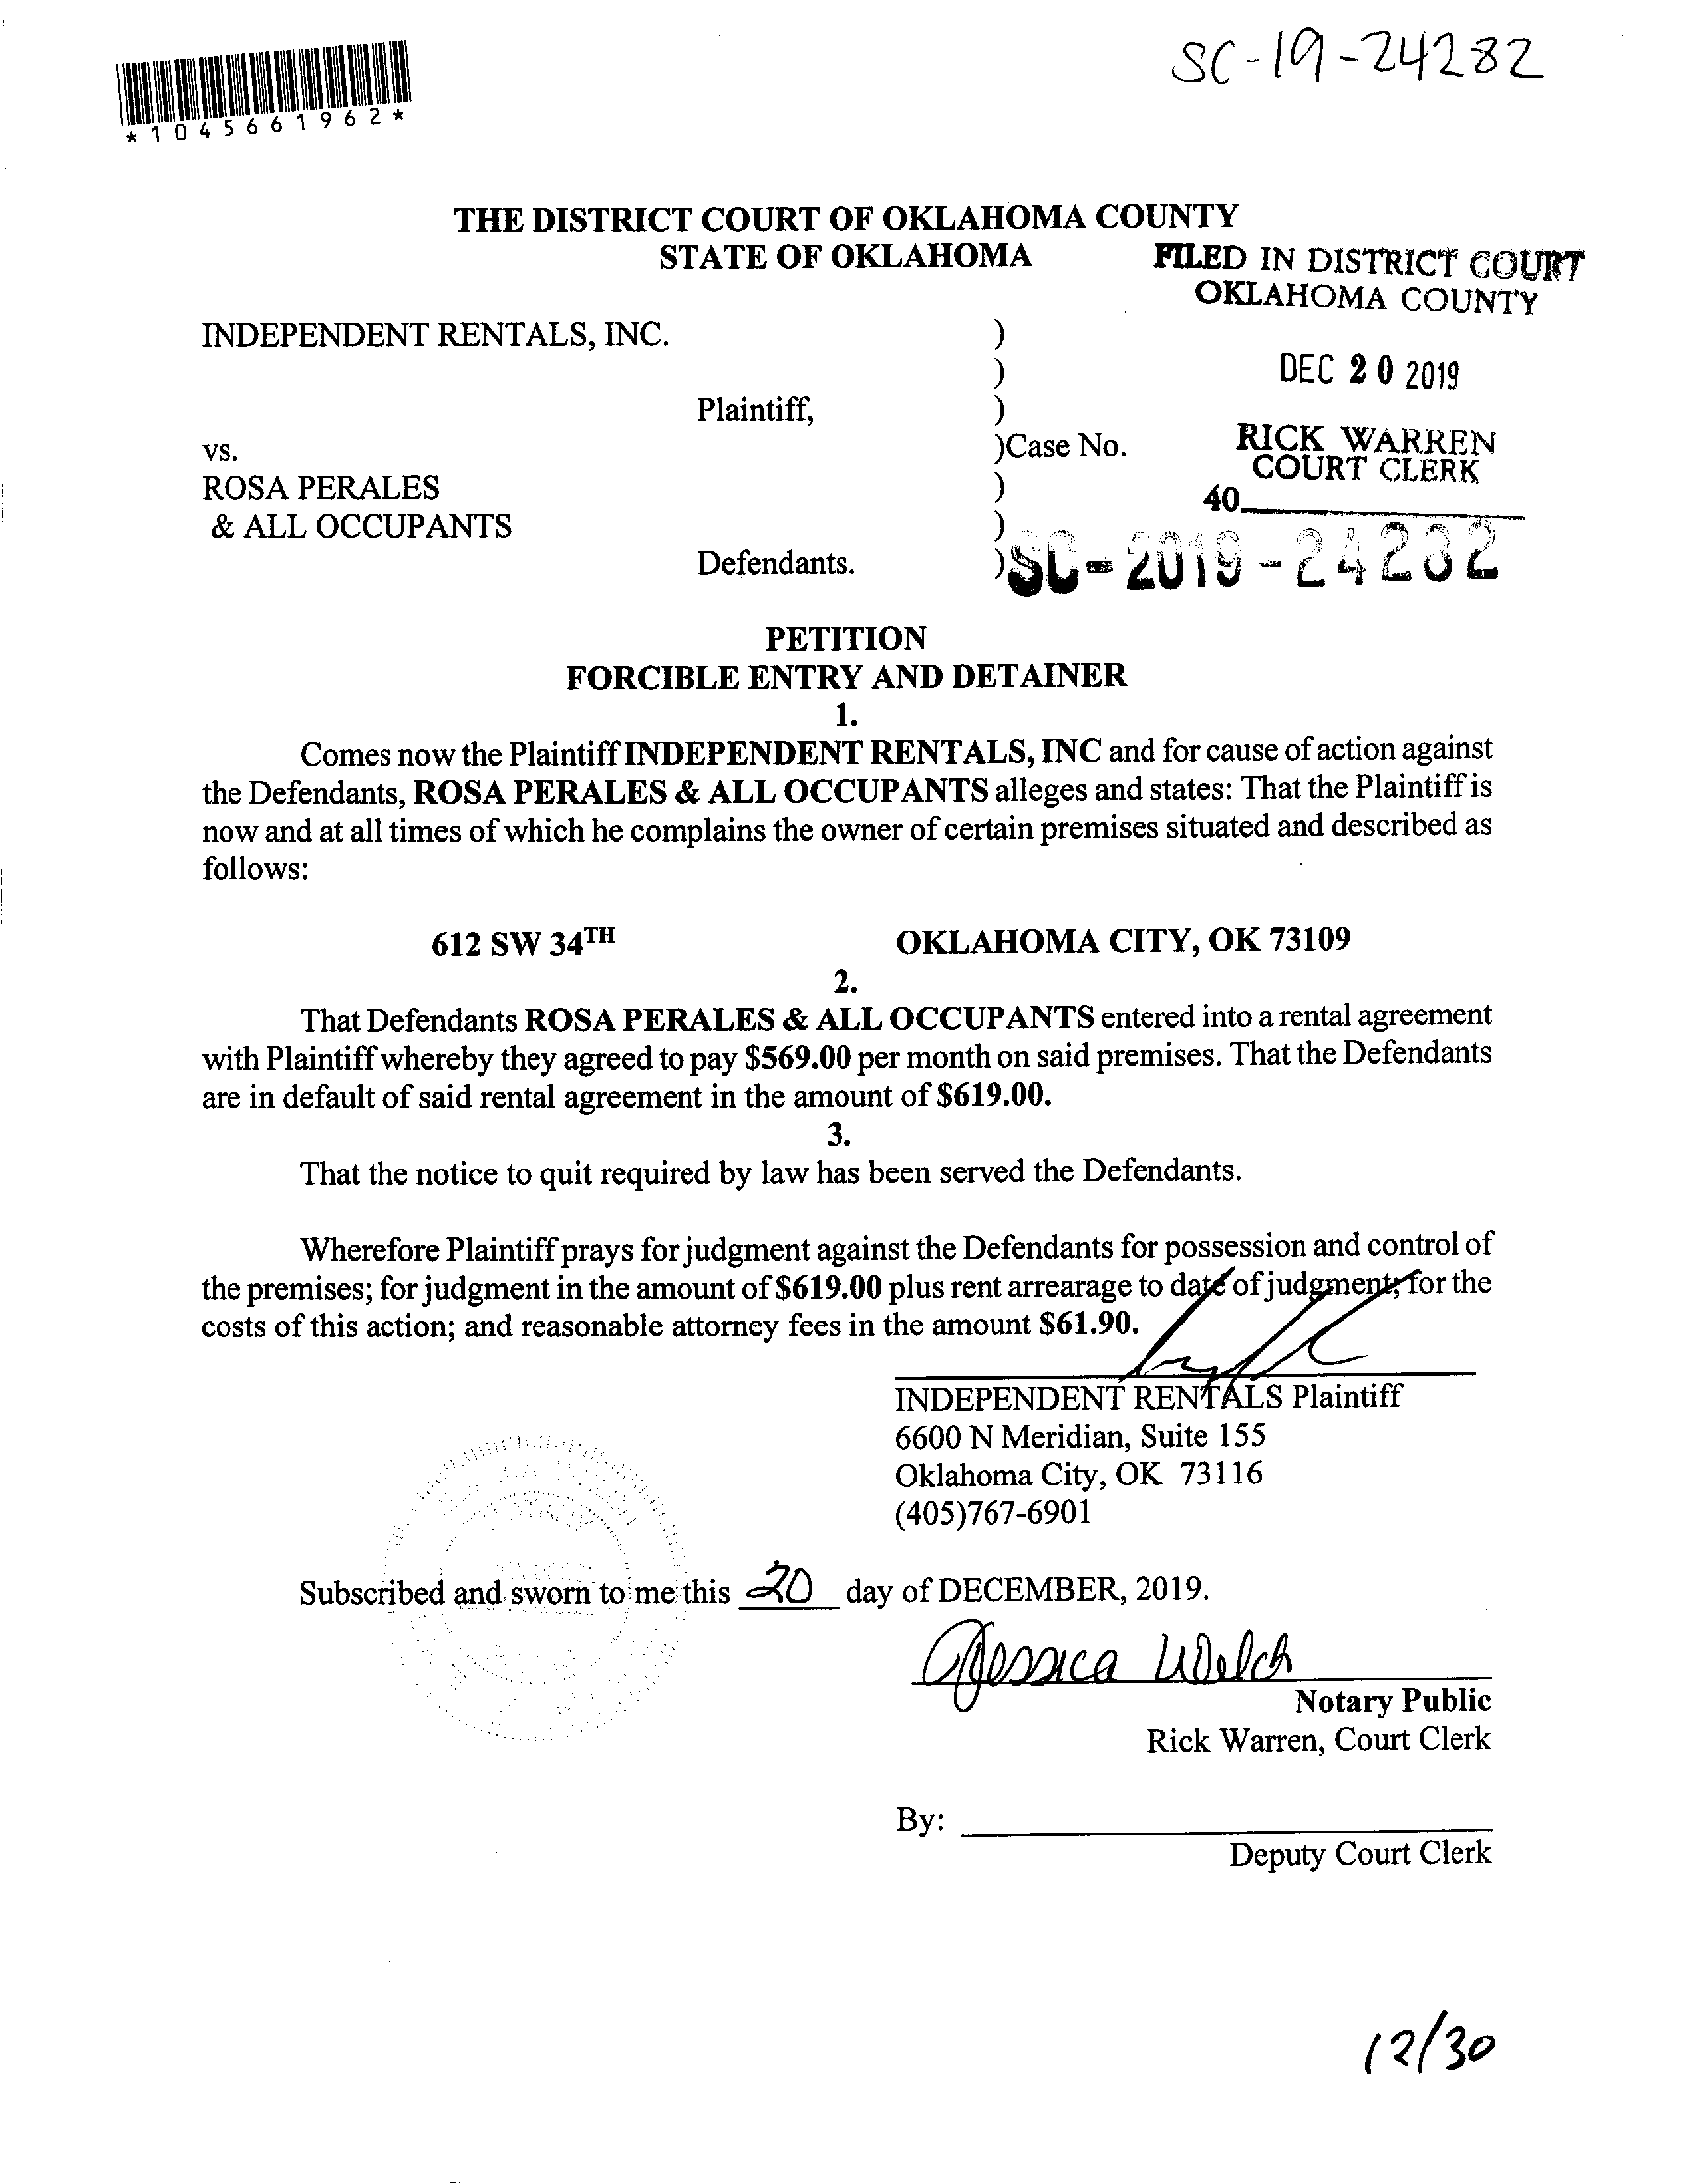 SC-19-24282
*1045661962*
THE DISTRICT COURT OF OKLAHOMA COUNTY
STATE OF OKLAHOMA
FILED IN DISTRICT COURT
OKLAHOMA COUNTY
INDEPENDENT RENTALS, INC. )
)
DEC 20 2019
Plaintiff, )
vs. )Case No.
RICK WARREN
COURT CLERK
ROSA PERALES )
40
& ALL OCCUPANTS )
Defendants. )SC-2019-24282
PETITION
FORCIBLE ENTRY AND DETAINER
1.
Comes now the Plaintiff INDEPENDENT RENTALS, INC and for cause of action against
the Defendants, ROSA PERALES & ALL OCCUPANTS alleges and states: That the Plaintiff is
now and at all times of which he complains the owner of certain premises situated and described as
follows:
612 SW 34TH OKLAHOMA CITY, OK 73109
2.
That Defendants ROSA PERALES & ALL OCCUPANTS entered into a rental agreement
with Plaintiff whereby they agreed to pay $569.00 per month on said premises. That the Defendants
are in default of said rental agreement in the amount of $619.00.
3.
That the notice to quit required by law has been served the Defendants.
Wherefore Plaintiff prays for judgment against the Defendants for possession and control of
the premises; for judgment in the amount of $619.00 plus rent arrearage to date of judgment; for the
costs of this action; and reasonable attorney fees in the amount $61.90.
INDEPENDENT RENTALS Plaintiff
6600 N Meridian, Suite 155
Oklahoma City, OK 73116
(405)767-6901
Subscribed and sworn to me this 20 day of DECEMBER, 2019.
Jessica Welch
Notary Public
Rick Warren, Court Clerk
By:
Deputy Court Clerk
12/30